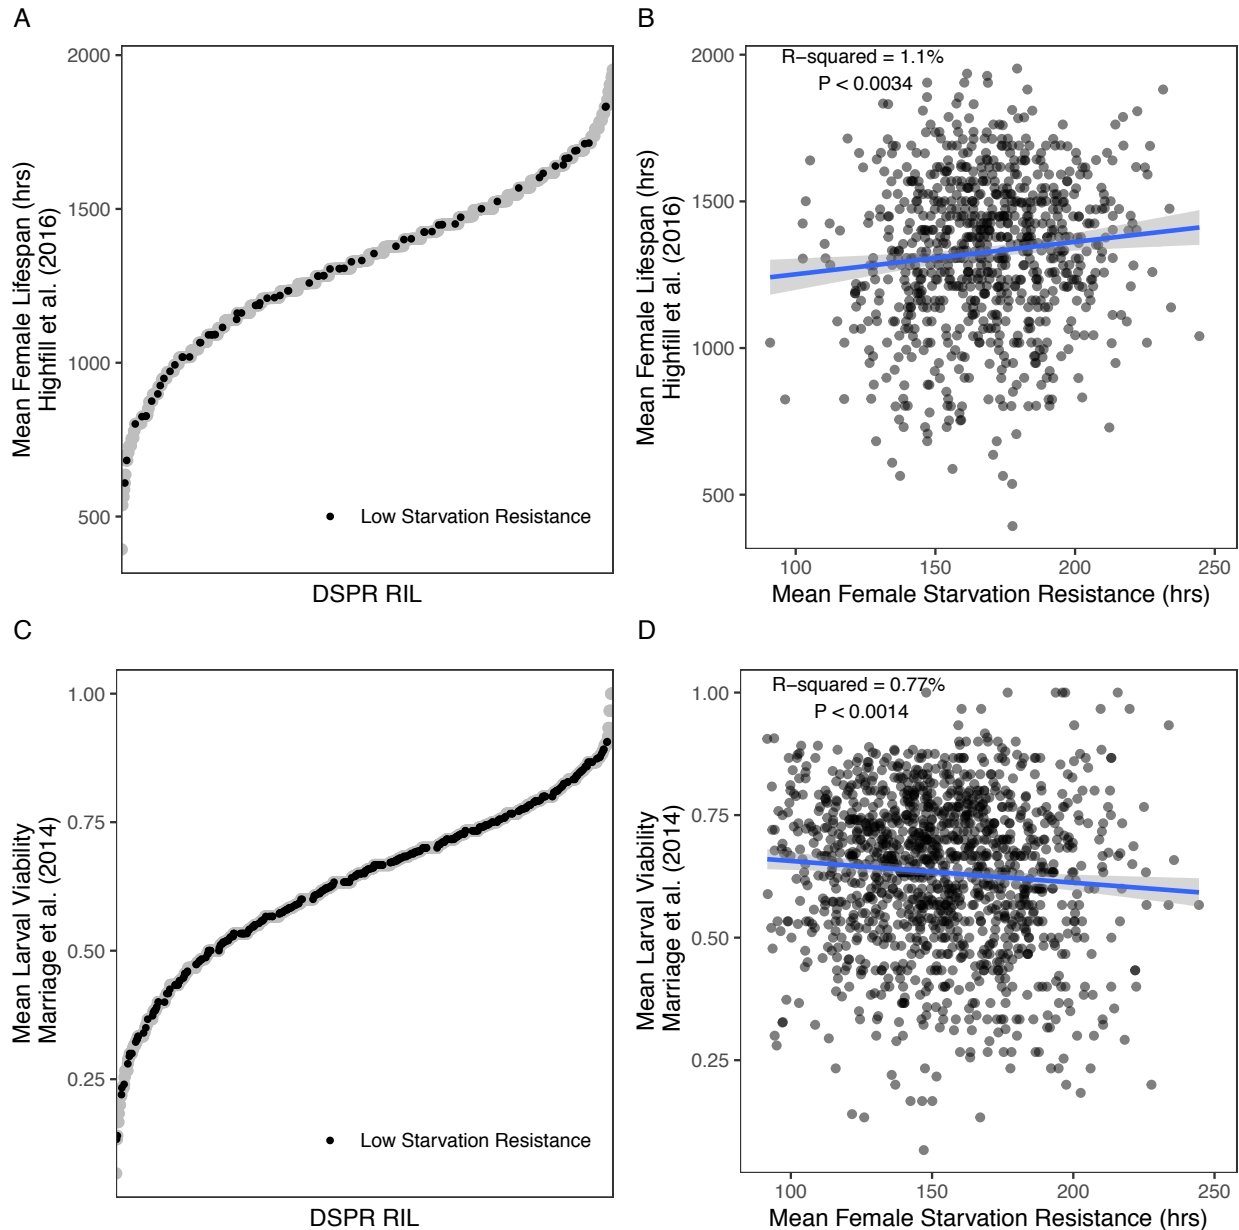 A
2000
1500
1000
500
Mean Female Lifespan (hrs)
Highfill et al. (2016)
Low Starvation Resistance
DSPR RIL
B
R−squared = 1.1%
P < 0.0034
2000
1500
1000
500
Mean Female Lifespan (hrs)
Highfill et al. (2016)
100 150 200 250
Mean Female Starvation Resistance (hrs)
C
1.00
0.75
0.50
0.25
Mean Larval Viability
Marriage et al. (2014)
Low Starvation Resistance
DSPR RIL
D
R−squared = 0.77%
P < 0.0014
1.00
0.75
0.50
0.25
Mean Larval Viability
Marriage et al. (2014)
100 150 200 250
Mean Female Starvation Resistance (hrs)